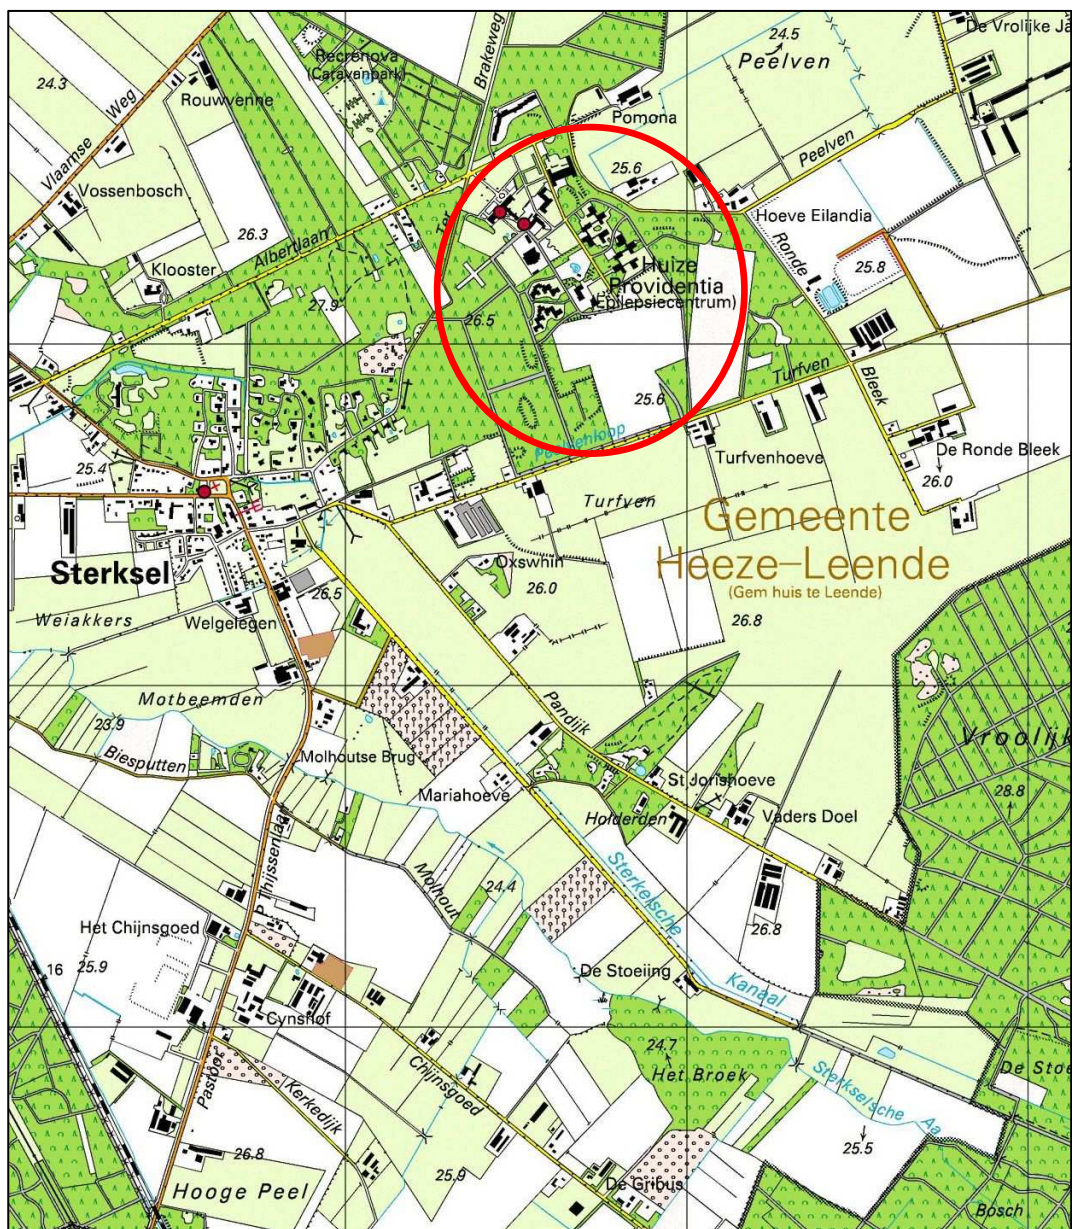 24.5
De Vrolijke Ja
24.3
Recrenova
(Caravanpark)
Brakeweg
Peelven
Rouwvenne
Vlaamse Weg
Pomona
Peelven
25.6
Vossenbosch
26.3
Albertlaan
Ter
Hoeve Eilandia
Ronde
Klooster
Huize
Providentia
(Epilepsiecentrum)
25.8
27.9
26.5
Turfven
Bleek
25.6
Peelvenloop
Turfvenhoeve
De Ronde Bleek
26.0
25.4
Turfven
Gemeente
Heeze-Leende
(Gem huis te Leende)
Sterksel
Oxswhin
26.0
26.5
Weiakkers
Welgelegen
26.8
Motbeemden
23.9
Pandijk
Biesputten
Molhoutse Brug
Vroolijk
St Jorishoeve
Mariahoeve
28.8
Holderden
Vaders Doel
P. Thijssenlaan
Molhout
24.4
Sterkselsche
26.8
Het Chijnsgoed
16
25.9
De Stoeijing
Kanaal
Cynshof
24.7
Het Broek
De Stoe
Pastoor
Chijnsgoed
Kerkedijk
Sterkselsche Aa
25.5
26.8
25.9
Hooge Peel
De Grihus
Bosch